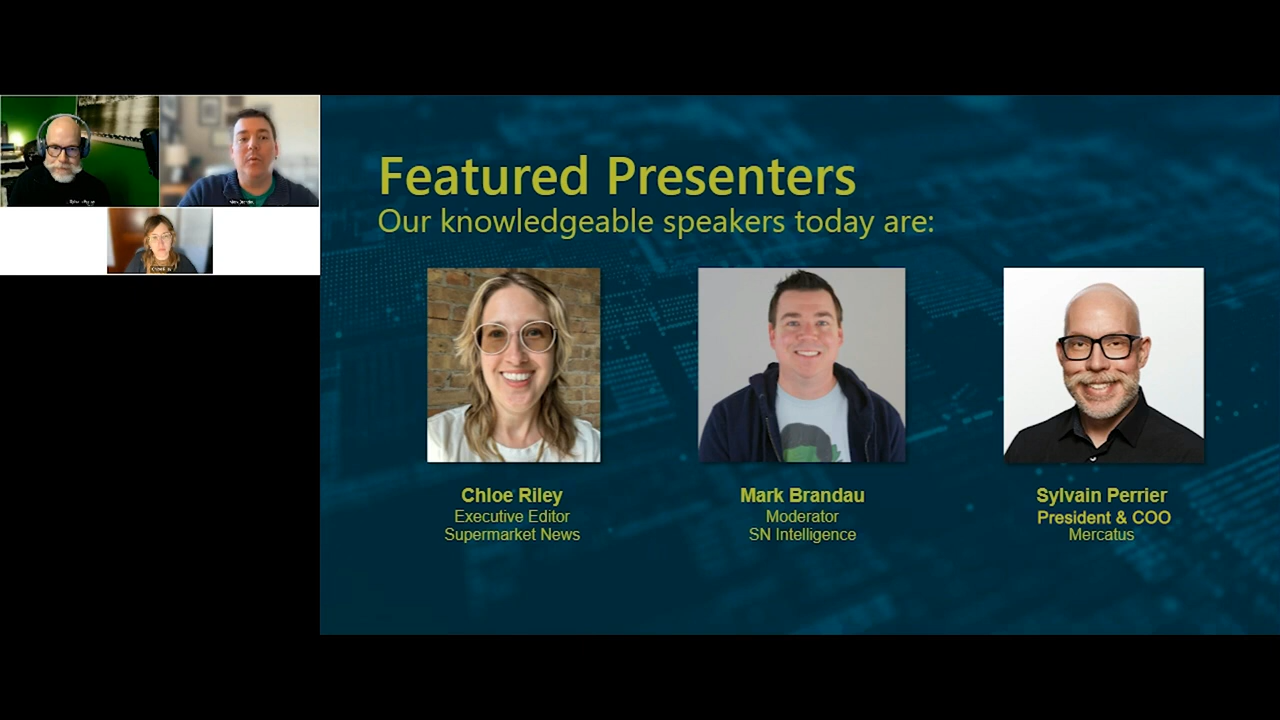 Featured Presenters
Our knowledgeable speakers today are:
Chloe Riley
Executive Editor
Supermarket News
Mark Brandau
Moderator
SN Intelligence
Sylvain Perrier
President & COO
Mercatus